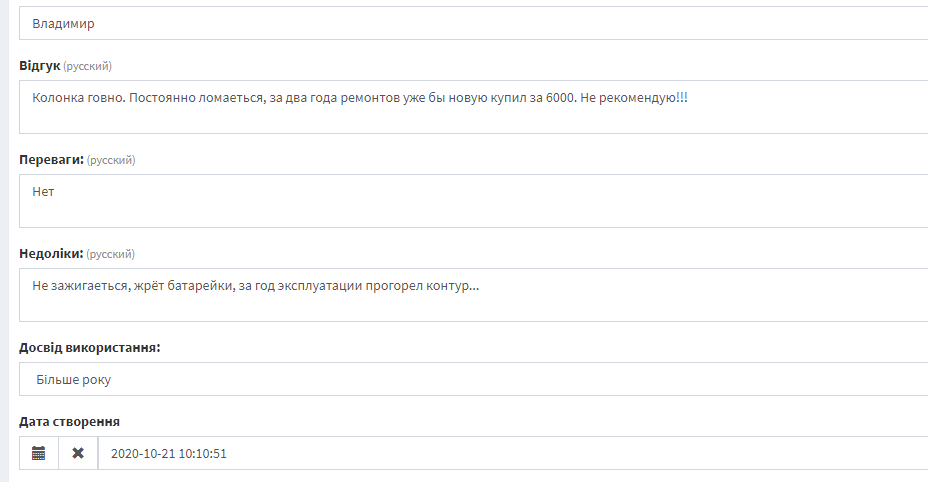 Владимир
Відгук (русский)
Колонка говно. Постоянно ломаеться, за два года ремонтов уже бы новую купил за 6000. Не рекомендую!!!
Переваги: (русский)
Нет
Недоліки: (русский)
Не зажигаеться, жрёт батарейки, за год эксплуатации прогорел контур...
Досвід використання:
Більше року
Дата створення
2020-10-21 10:10:51